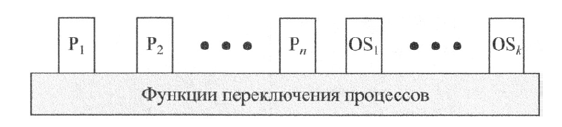 P₁ P₂ • • • Pₙ OS₁ • • • OSₖ
Функции переключения процессов